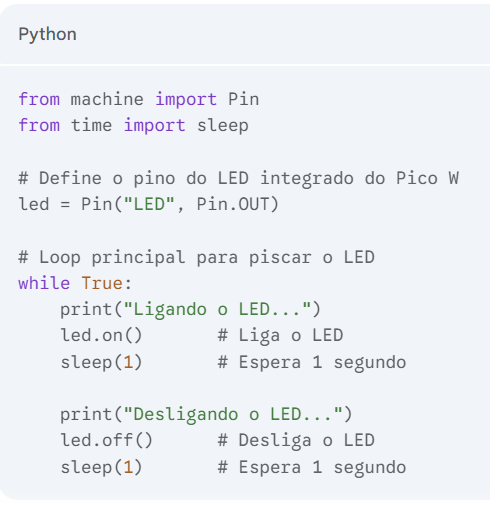 Python
from machine import Pin
from time import sleep
# Define o pino do LED integrado do Pico W
led = Pin("LED", Pin.OUT)
# Loop principal para piscar o LED
while True:
    print("Ligando o LED...")
    led.on()       # Liga o LED
    sleep(1)       # Espera 1 segundo
    print("Desligando o LED...")
    led.off()      # Desliga o LED
    sleep(1)       # Espera 1 segundo